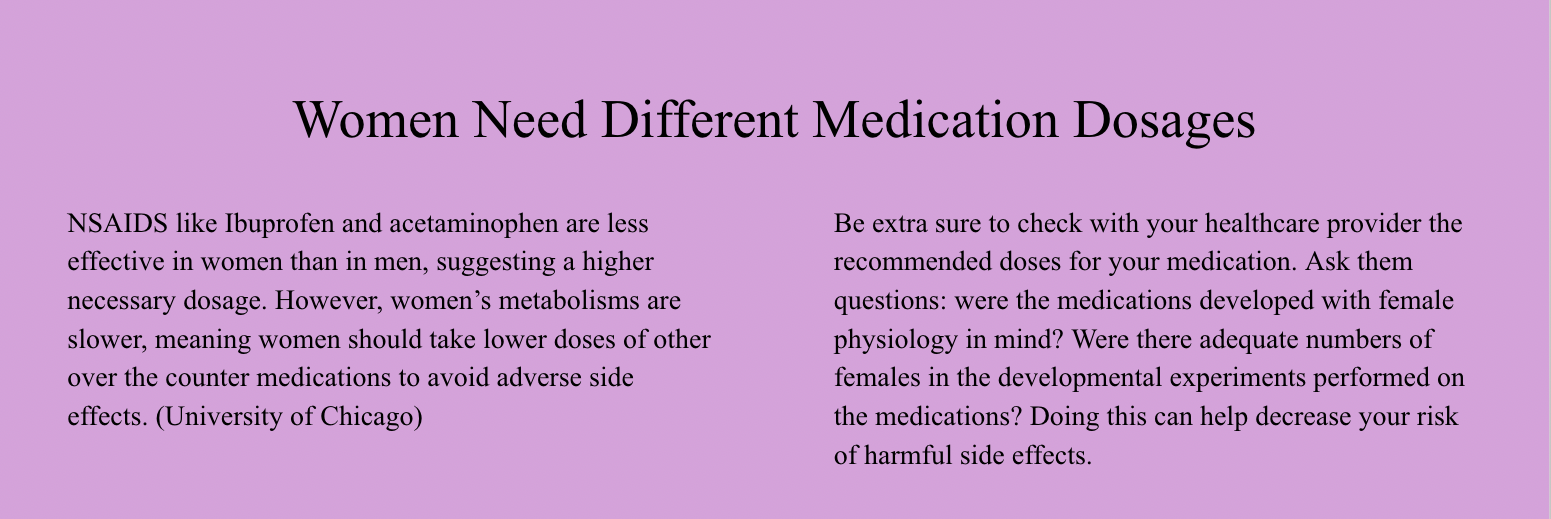 Women Need Different Medication Dosages
NSAIDS like Ibuprofen and acetaminophen are less
effective in women than in men, suggesting a higher
necessary dosage. However, women’s metabolisms are
slower, meaning women should take lower doses of other
over the counter medications to avoid adverse side
effects. (University of Chicago)
Be extra sure to check with your healthcare provider the
recommended doses for your medication. Ask them
questions: were the medications developed with female
physiology in mind? Were there adequate numbers of
females in the developmental experiments performed on
the medications? Doing this can help decrease your risk
of harmful side effects.